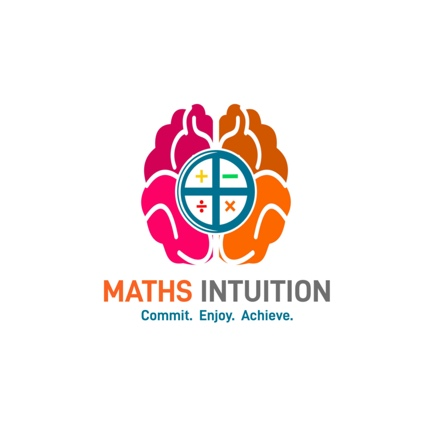 + −
÷ ×
MATHS INTUITION
Commit. Enjoy. Achieve.